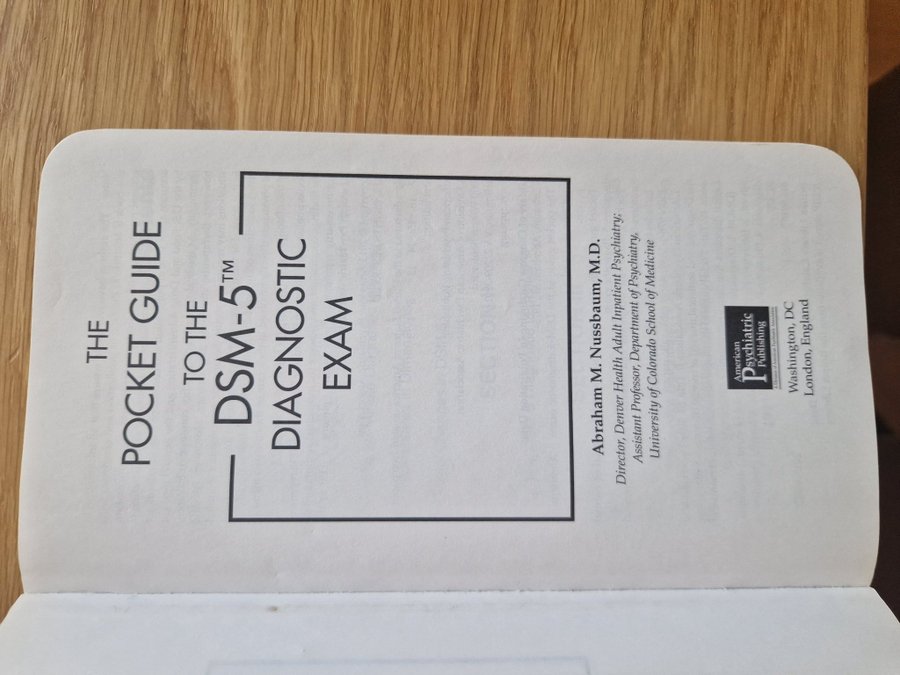 THE
POCKET GUIDE
TO THE
DSM-5™
DIAGNOSTIC
EXAM
Abraham M. Nussbaum, M.D.
Director, Denver Health Adult Inpatient Psychiatry;
Assistant Professor, Department of Psychiatry,
University of Colorado School of Medicine
American
Psychiatric
Publishing
Washington, DC
London, England